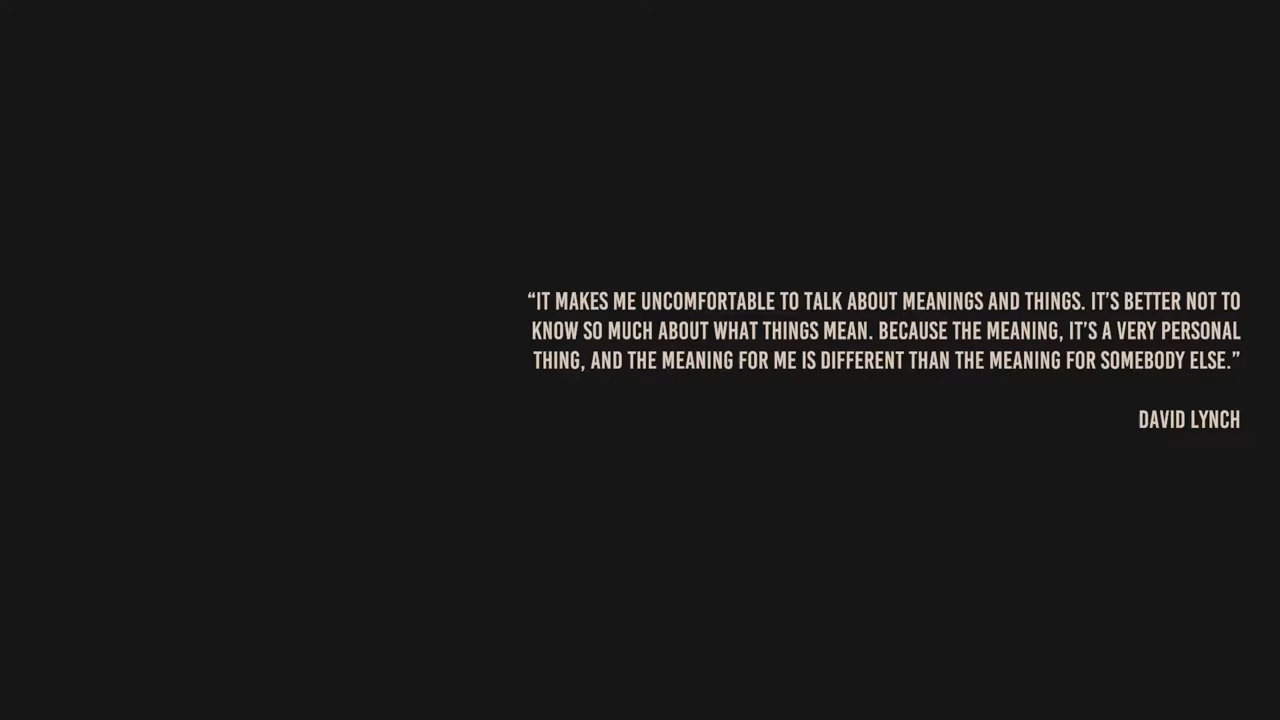 “IT MAKES ME UNCOMFORTABLE TO TALK ABOUT MEANINGS AND THINGS. IT’S BETTER NOT TO
KNOW SO MUCH ABOUT WHAT THINGS MEAN. BECAUSE THE MEANING, IT’S A VERY PERSONAL
THING, AND THE MEANING FOR ME IS DIFFERENT THAN THE MEANING FOR SOMEBODY ELSE.”
DAVID LYNCH